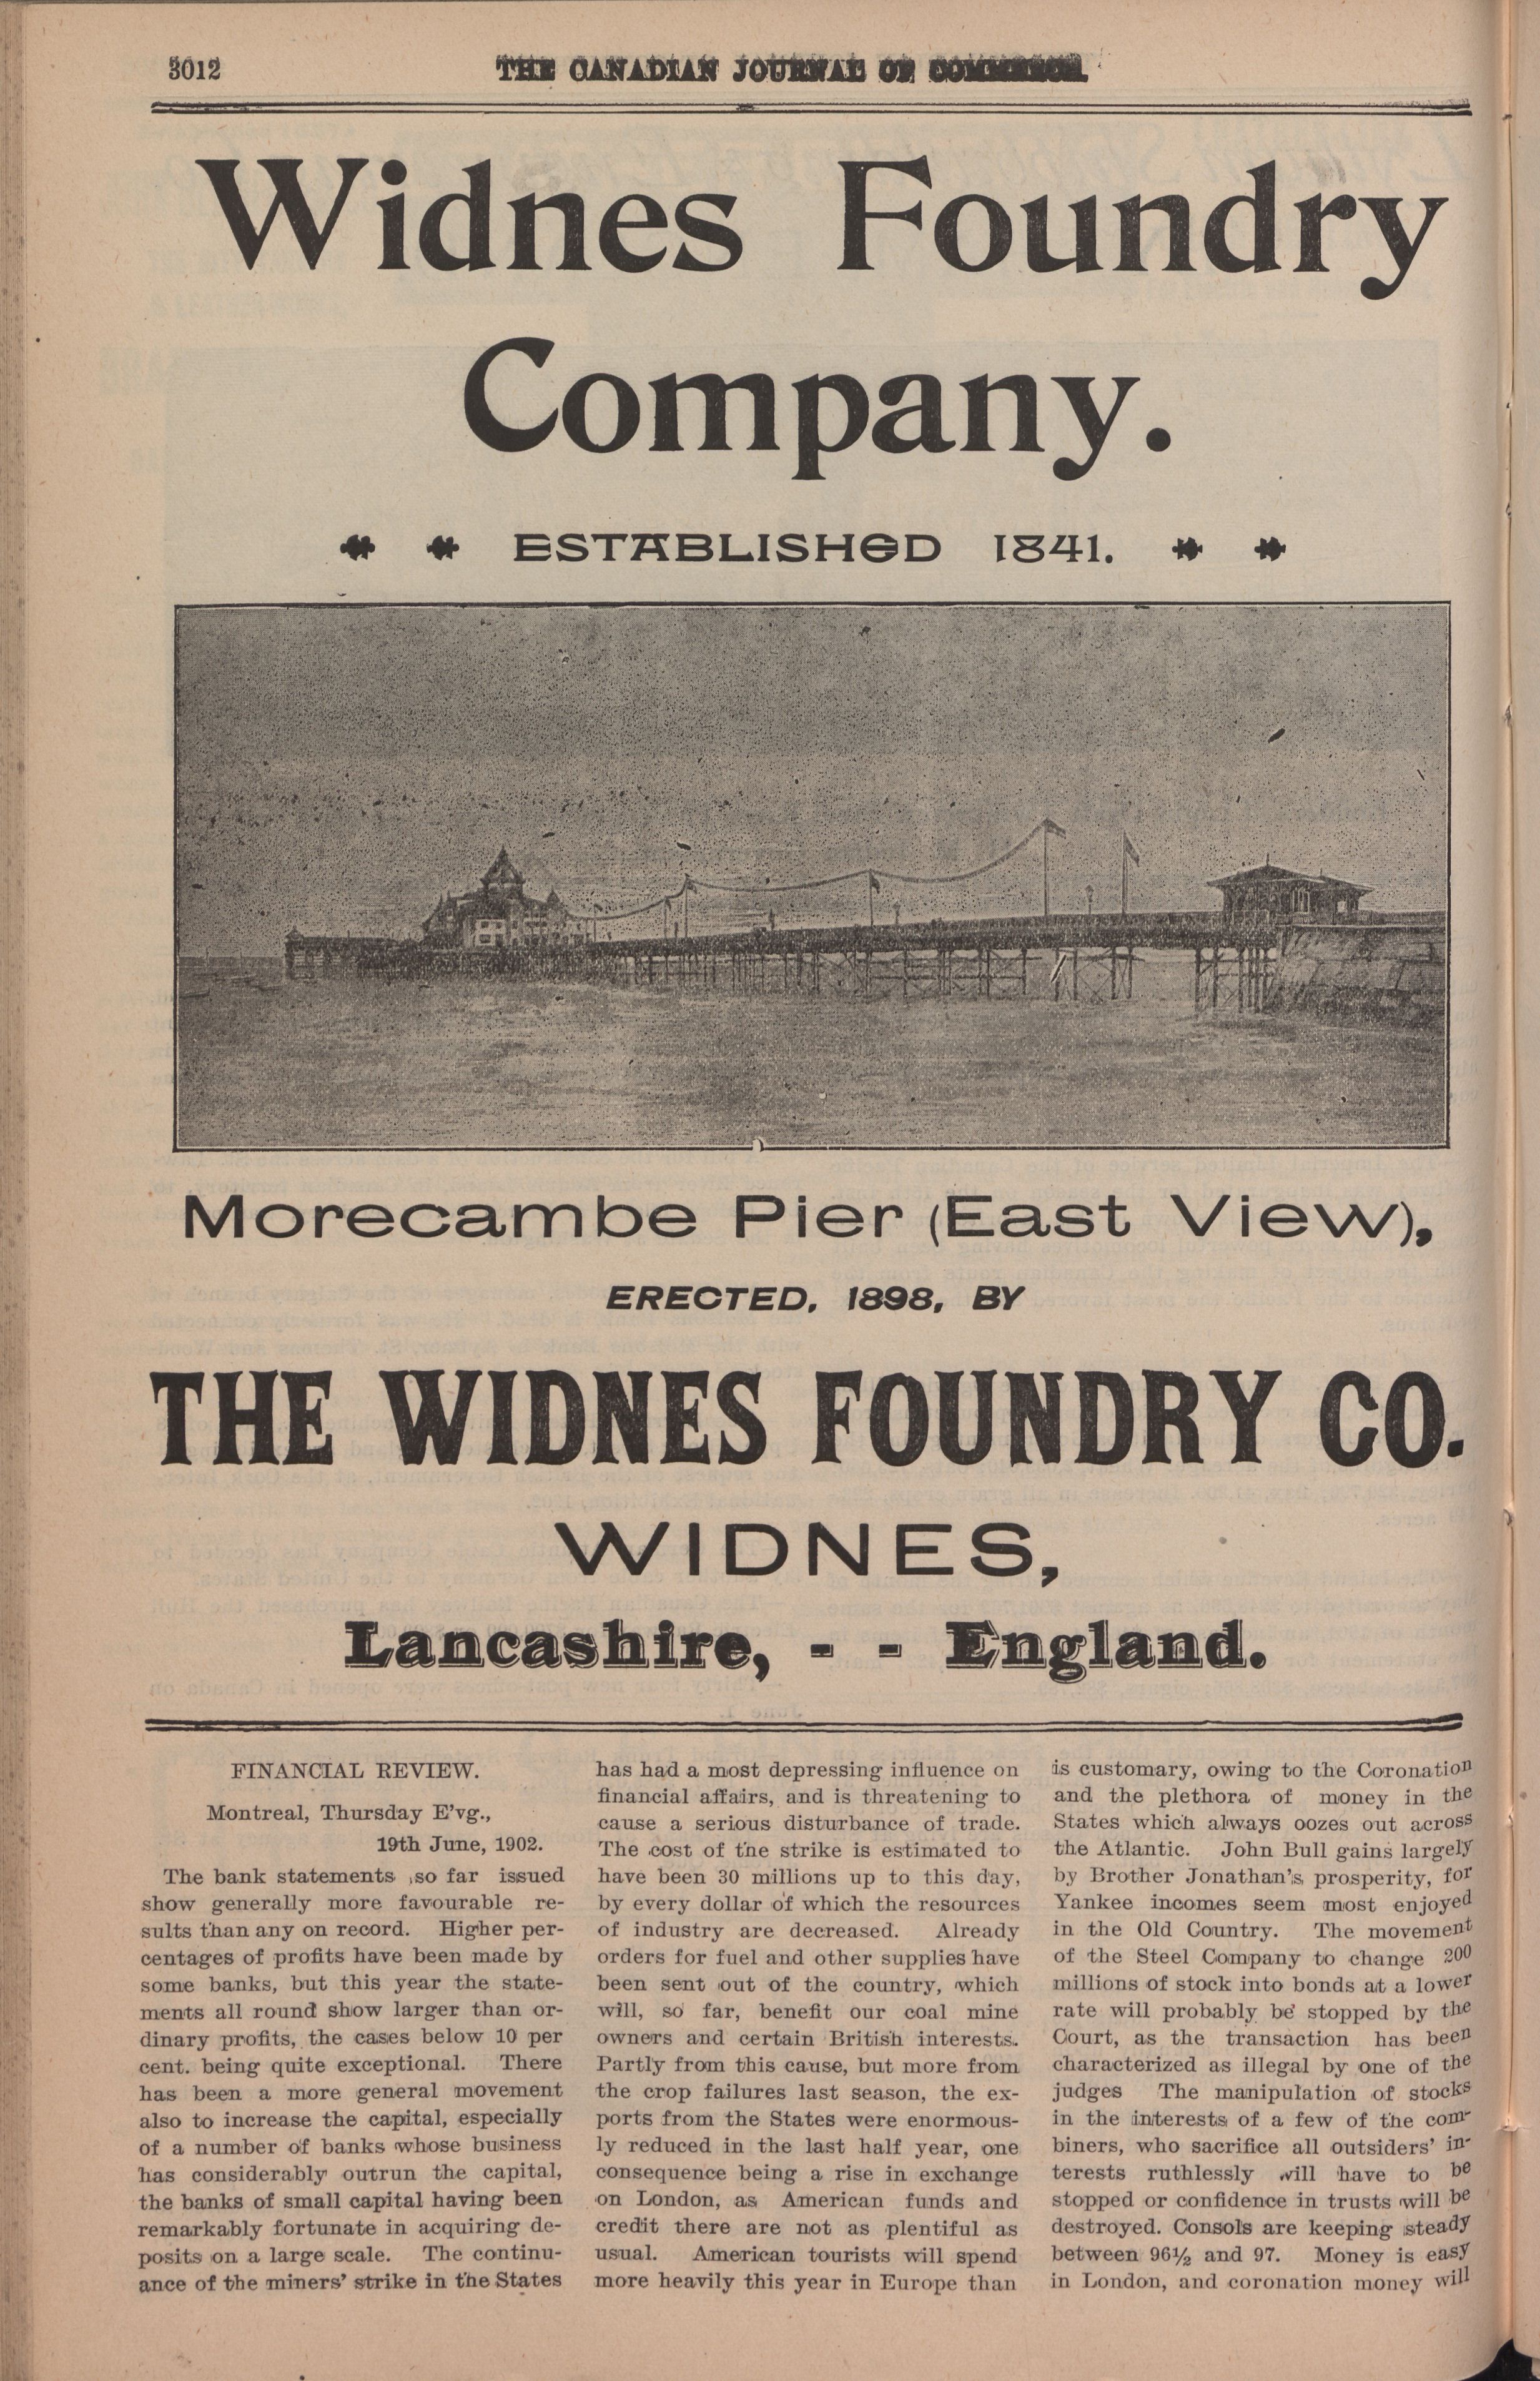 3012
THE CANADIAN JOURNAL OF COMMERCE.
Widnes Foundry
Company.
ESTABLISHED 1841.
Morecambe Pier (East View),
ERECTED, 1898, BY
THE WIDNES FOUNDRY CO.
WIDNES,
Lancashire, - - England.
FINANCIAL REVIEW.
Montreal, Thursday E'vg.,
19th June, 1902.
The bank statements so far issued
show generally more favourable re-
sults than any on record. Higher per-
centages of profits have been made by
some banks, but this year the state-
ments all round show larger than or-
dinary profits, the cases below 10 per
cent. being quite exceptional. There
has been a more general movement
also to increase the capital, especially
of a number of banks whose business
has considerably outrun the capital,
the banks of small capital having been
remarkably fortunate in acquiring de-
posits on a large scale. The continu-
ance of the miners' strike in the States
has had a most depressing influence on
financial affairs, and is threatening to
cause a serious disturbance of trade.
The cost of the strike is estimated to
have been 30 millions up to this day,
by every dollar of which the resources
of industry are decreased. Already
orders for fuel and other supplies have
been sent out of the country, which
will, so far, benefit our coal mine
owners and certain British interests.
Partly from this cause, but more from
the crop failures last season, the ex-
ports from the States were enormous-
ly reduced in the last half year, one
consequence being a rise in exchange
on London, as American funds and
credit there are not as plentiful as
usual. American tourists will spend
more heavily this year in Europe than
is customary, owing to the Coronation
and the plethora of money in the
States which always oozes out across
the Atlantic. John Bull gains largely
by Brother Jonathan's prosperity, for
Yankee incomes seem most enjoyed
in the Old Country. The movement
of the Steel Company to change 200
millions of stock into bonds at a lower
rate will probably be stopped by the
Court, as the transaction has been
characterized as illegal by one of the
judges The manipulation of stocks
in the interests of a few of the com-
biners, who sacrifice all outsiders' in-
terests ruthlessly will have to be
stopped or confidence in trusts will be
destroyed. Consols are keeping steady
between 96½ and 97. Money is easy
in London, and coronation money will